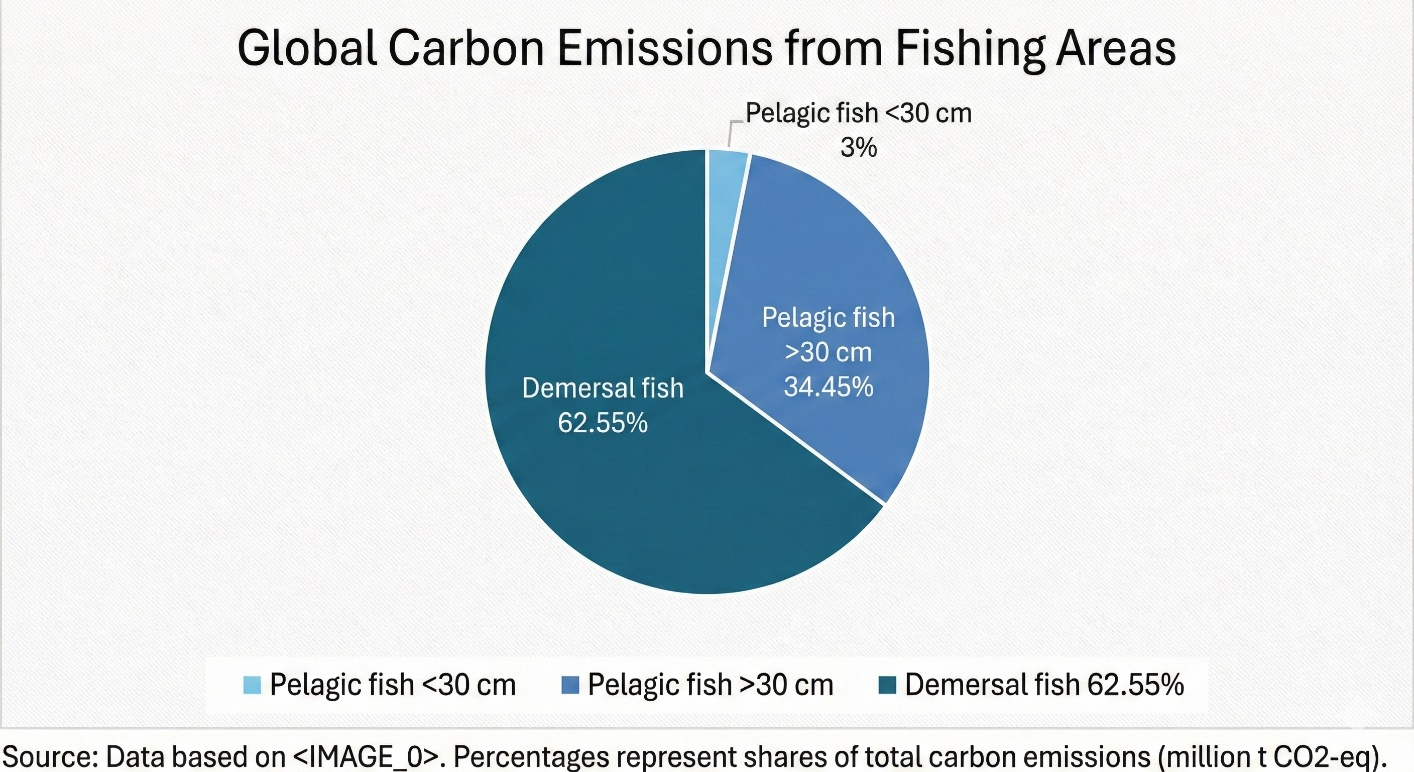 Global Carbon Emissions from Fishing Areas
Pelagic fish <30 cm
3%
Pelagic fish
>30 cm
34.45%
Demersal fish
62.55%
Pelagic fish <30 cm
Pelagic fish >30 cm
Demersal fish 62.55%
Source: Data based on <IMAGE_0>. Percentages represent shares of total carbon emissions (million t CO2-eq).